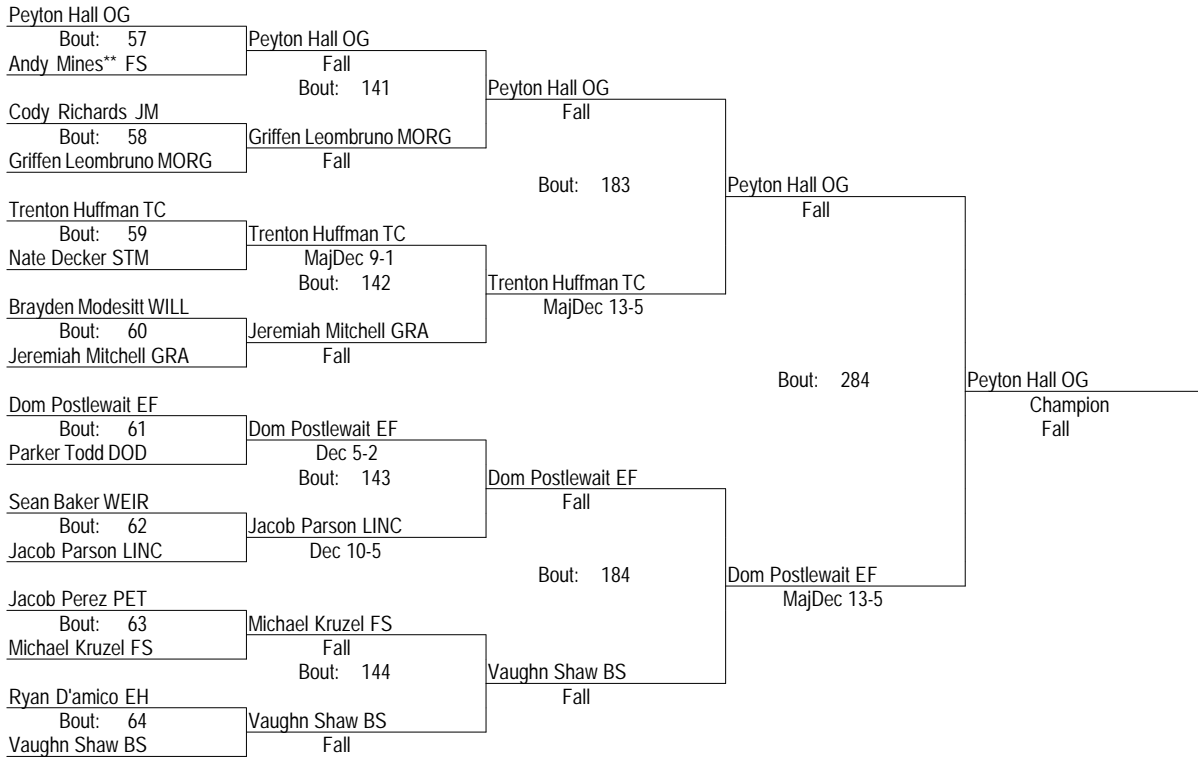 Peyton Hall OG
Bout: 57
Andy Mines** FS
Cody Richards JM
Bout: 58
Griffen Leombruno MORG
Trenton Huffman TC
Bout: 59
Nate Decker STM
Brayden Modesitt WILL
Bout: 60
Jeremiah Mitchell GRA
Dom Postlewait EF
Bout: 61
Parker Todd DOD
Sean Baker WEIR
Bout: 62
Jacob Parson LINC
Jacob Perez PET
Bout: 63
Michael Kruzel FS
Ryan D'amico EH
Bout: 64
Vaughn Shaw BS
Peyton Hall OG
Fall
Bout: 141
Griffen Leombruno MORG
Fall
Trenton Huffman TC
MajDec 9-1
Bout: 142
Jeremiah Mitchell GRA
Fall
Dom Postlewait EF
Dec 5-2
Bout: 143
Jacob Parson LINC
Dec 10-5
Michael Kruzel FS
Fall
Bout: 144
Vaughn Shaw BS
Fall
Peyton Hall OG
Fall
Bout: 183
Trenton Huffman TC
MajDec 13-5
Dom Postlewait EF
Fall
Bout: 184
Vaughn Shaw BS
Fall
Peyton Hall OG
Fall
Bout: 284
Dom Postlewait EF
MajDec 13-5
Peyton Hall OG
Champion
Fall